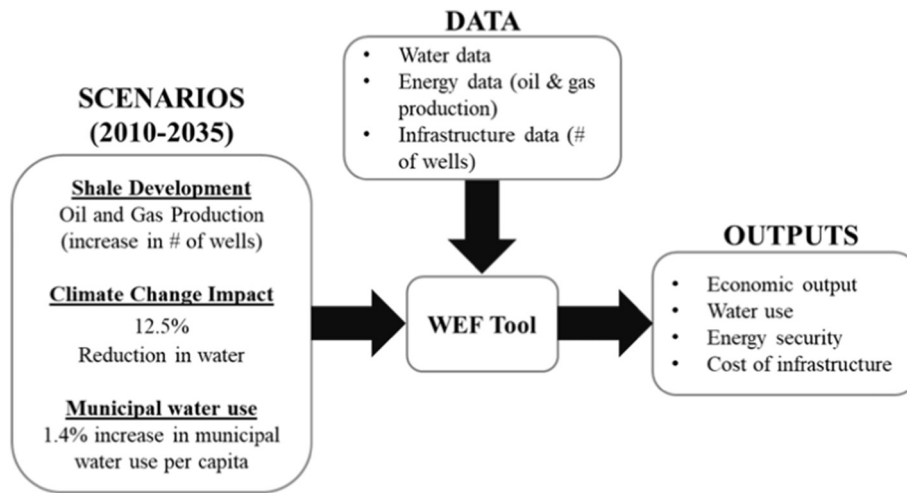 SCENARIOS
(2010-2035)
Shale Development
Oil and Gas Production
(increase in # of wells)
Climate Change Impact
12.5%
Reduction in water
Municipal water use
1.4% increase in municipal
water use per capita
DATA
• Water data
• Energy data (oil & gas
production)
• Infrastructure data (#
of wells)
WEF Tool
OUTPUTS
• Economic output
• Water use
• Energy security
• Cost of infrastructure